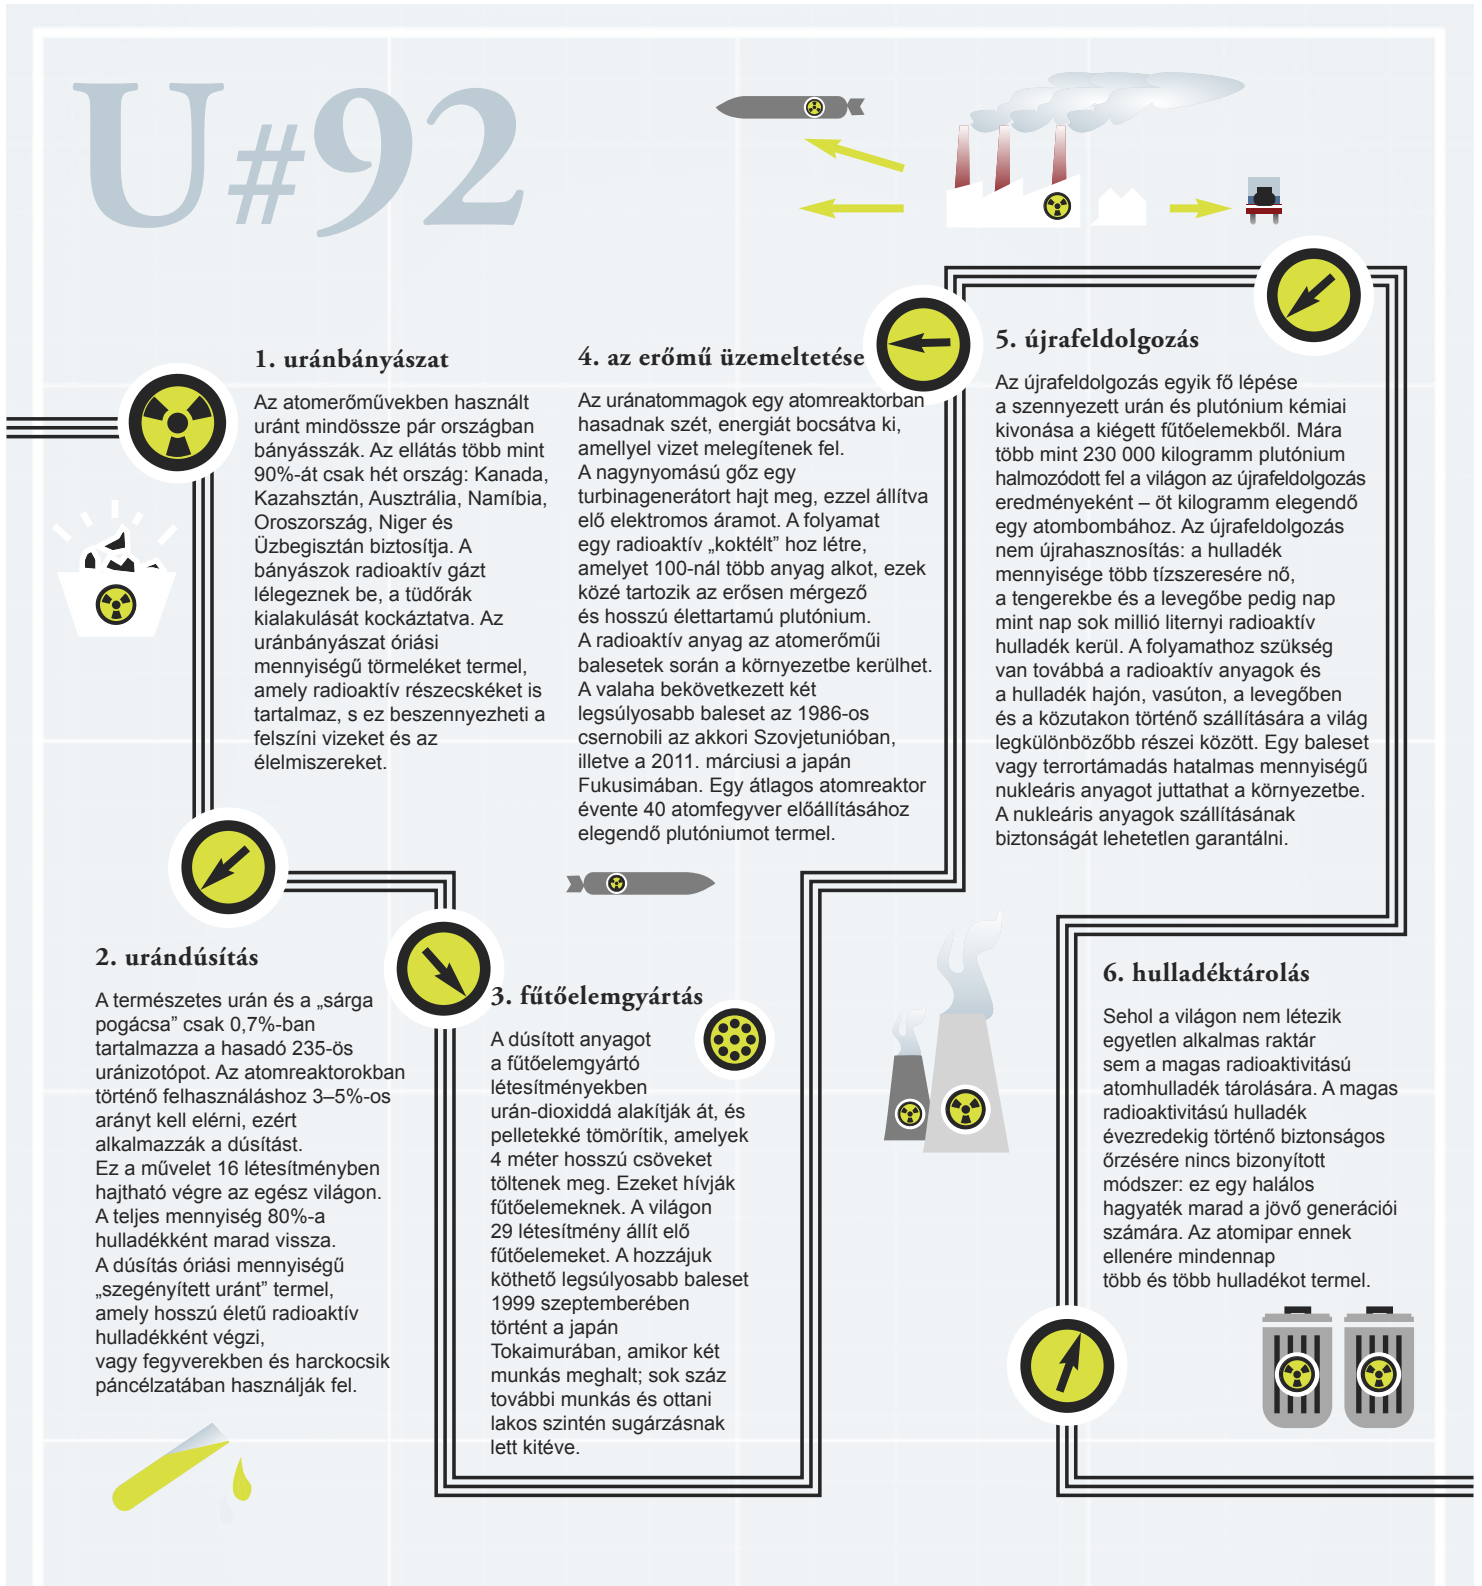 U#92
1. uránbányászat
Az atomerőművekben használt
uránt mindössze pár országban
bányásszák. Az ellátás több mint
90%-át csak hét ország: Kanada,
Kazahsztán, Ausztrália, Namíbia,
Oroszország, Niger és
Üzbegisztán biztosítja. A
bányászok radioaktív gázt
lélegeznek be, a tüdőrák
kialakulását kockáztatva. Az
uránbányászat óriási
mennyiségű törmeléket termel,
amely radioaktív részecskéket is
tartalmaz, s ez beszennyezheti a
felszíni vizeket és az
élelmiszereket.
2. urándúsítás
A természetes urán és a „sárga
pogácsa” csak 0,7%-ban
tartalmazza a hasadó 235-ös
uránizotópot. Az atomreaktorokban
történő felhasználáshoz 3–5%-os
arányt kell elérni, ezért
alkalmazzák a dúsítást.
Ez a művelet 16 létesítményben
hajtható végre az egész világon.
A teljes mennyiség 80%-a
hulladékként marad vissza.
A dúsítás óriási mennyiségű
„szegényített uránt” termel,
amely hosszú életű radioaktív
hulladékként végzi,
vagy fegyverekben és harckocsik
páncélzatában használják fel.
3. fűtőelemgyártás
A dúsított anyagot
a fűtőelemgyártó
létesítményekben
urán-dioxiddá alakítják át, és
pelletekké tömörítik, amelyek
4 méter hosszú csöveket
töltenek meg. Ezeket hívják
fűtőelemeknek. A világon
29 létesítmény állít elő
fűtőelemeket. A hozzájuk
köthető legsúlyosabb baleset
1999 szeptemberében
történt a japán
Tokaimurában, amikor két
munkás meghalt; sok száz
további munkás és ottani
lakos szintén sugárzásnak
lett kitéve.
4. az erőmű üzemeltetése
Az uránatommagok egy atomreaktorban
hasadnak szét, energiát bocsátva ki,
amellyel vizet melegítenek fel.
A nagynyomású gőz egy
turbinagenerátort hajt meg, ezzel állítva
elő elektromos áramot. A folyamat
egy radioaktív „koktélt” hoz létre,
amelyet 100-nál több anyag alkot, ezek
közé tartozik az erősen mérgező
és hosszú élettartamú plutónium.
A radioaktív anyag az atomerőműi
balesetek során a környezetbe kerülhet.
A valaha bekövetkezett két
legsúlyosabb baleset az 1986-os
csernobili az akkori Szovjetunióban,
illetve a 2011. márciusi a japán
Fukusimában. Egy átlagos atomreaktor
évente 40 atomfegyver előállításához
elegendő plutóniumot termel.
5. újrafeldolgozás
Az újrafeldolgozás egyik fő lépése
a szennyezett urán és plutónium kémiai
kivonása a kiégett fűtőelemekből. Mára
több mint 230 000 kilogramm plutónium
halmozódott fel a világon az újrafeldolgozás
eredményeként – öt kilogramm elegendő
egy atombombához. Az újrafeldolgozás
nem újrahasznosítás: a hulladék
mennyisége több tízszeresére nő,
a tengerekbe és a levegőbe pedig nap
mint nap sok millió liternyi radioaktív
hulladék kerül. A folyamathoz szükség
van továbbá a radioaktív anyagok és
a hulladék hajón, vasúton, a levegőben
és a közutakon történő szállítására a világ
legkülönbözőbb részei között. Egy baleset
vagy terrortámadás hatalmas mennyiségű
nukleáris anyagot juttathat a környezetbe.
A nukleáris anyagok szállításának
biztonságát lehetetlen garantálni.
6. hulladéktárolás
Sehol a világon nem létezik
egyetlen alkalmas raktár
sem a magas radioaktivitású
atomhulladék tárolására. A magas
radioaktivitású hulladék
évezredekig történő biztonságos
őrzésére nincs bizonyított
módszer: ez egy halálos
hagyaték marad a jövő generációi
számára. Az atomipar ennek
ellenére mindennap
több és több hulladékot termel.